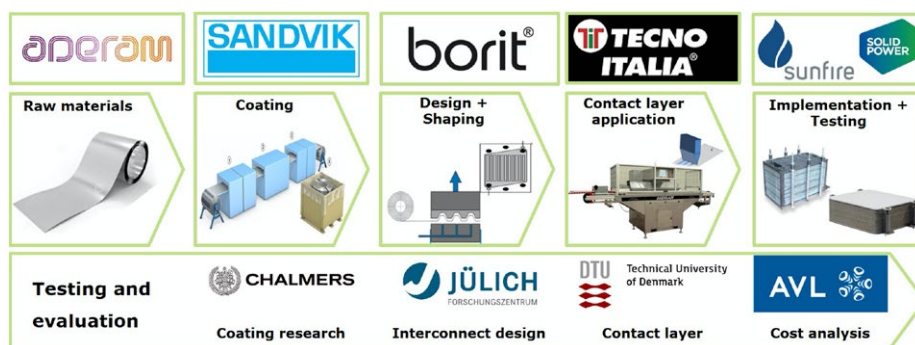 aperam
SANDVIK
borit®
TiT TECNO
ITALIA®
sunfire
SOLID
POWER
Raw materials
Coating
Design +
Shaping
Contact layer
application
Implementation +
Testing
Testing and
evaluation
CHALMERS
Coating research
JÜLICH
FORSCHUNGSZENTRUM
Interconnect design
DTU
Technical University
of Denmark
Contact layer
AVL
Cost analysis